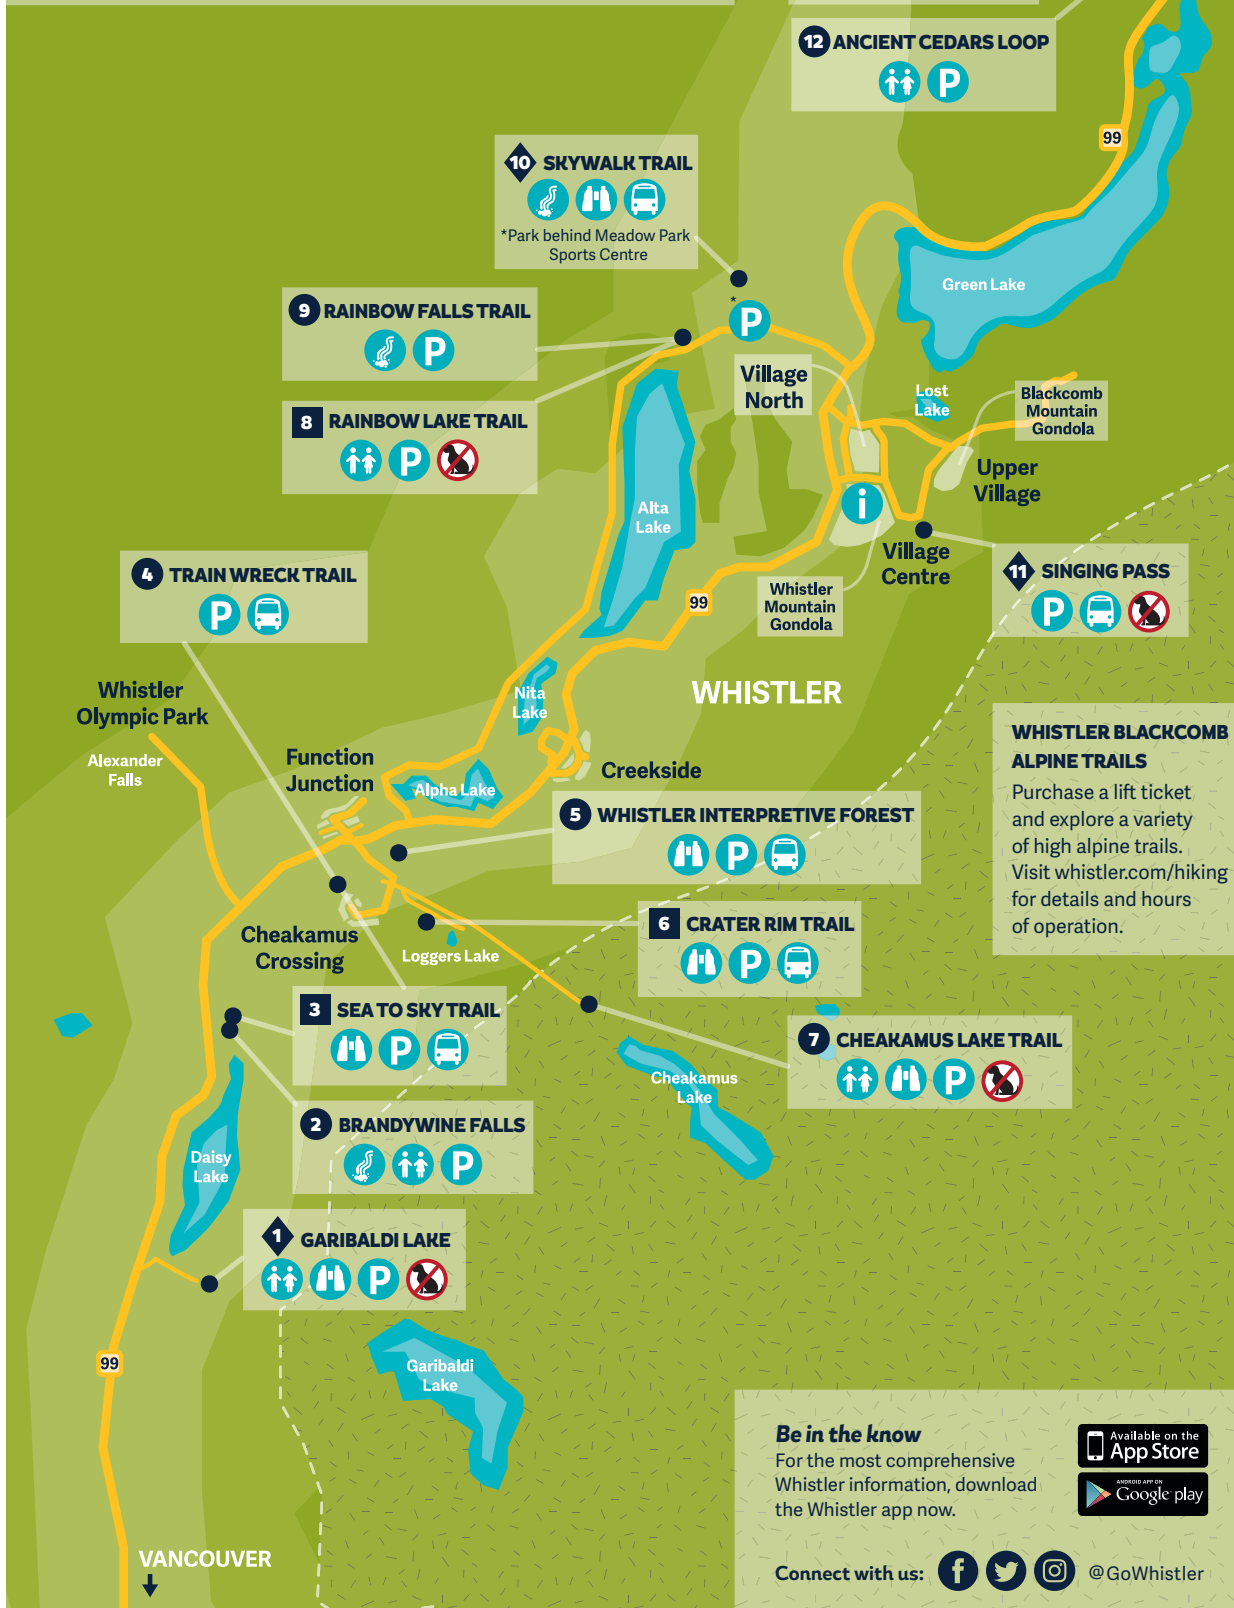 12 ANCIENT CEDARS LOOP
P
99
10 SKYWALK TRAIL
*Park behind Meadow Park
Sports Centre
9 RAINBOW FALLS TRAIL
P
*
P
Green Lake
Village
North
Lost
Lake
Blackcomb
Mountain
Gondola
8 RAINBOW LAKE TRAIL
P
Upper
Village
Alta
Lake
i
Village
Centre
4 TRAIN WRECK TRAIL
P
99
Whistler
Mountain
Gondola
11 SINGING PASS
P
Whistler
Olympic Park
Alexander
Falls
Nita
Lake
WHISTLER
Function
Junction
Alpha Lake
Creekside
WHISTLER BLACKCOMB
ALPINE TRAILS
Purchase a lift ticket
and explore a variety
of high alpine trails.
Visit whistler.com/hiking
for details and hours
of operation.
5 WHISTLER INTERPRETIVE FOREST
P
6 CRATER RIM TRAIL
P
Cheakamus
Crossing
Loggers Lake
3 SEA TO SKY TRAIL
P
7 CHEAKAMUS LAKE TRAIL
P
Cheakamus
Lake
2 BRANDYWINE FALLS
P
Daisy
Lake
1 GARIBALDI LAKE
P
99
Garibaldi
Lake
Be in the know
For the most comprehensive
Whistler information, download
the Whistler app now.
Available on the
App Store
ANDROID APP ON
Google play
VANCOUVER
Connect with us: @GoWhistler